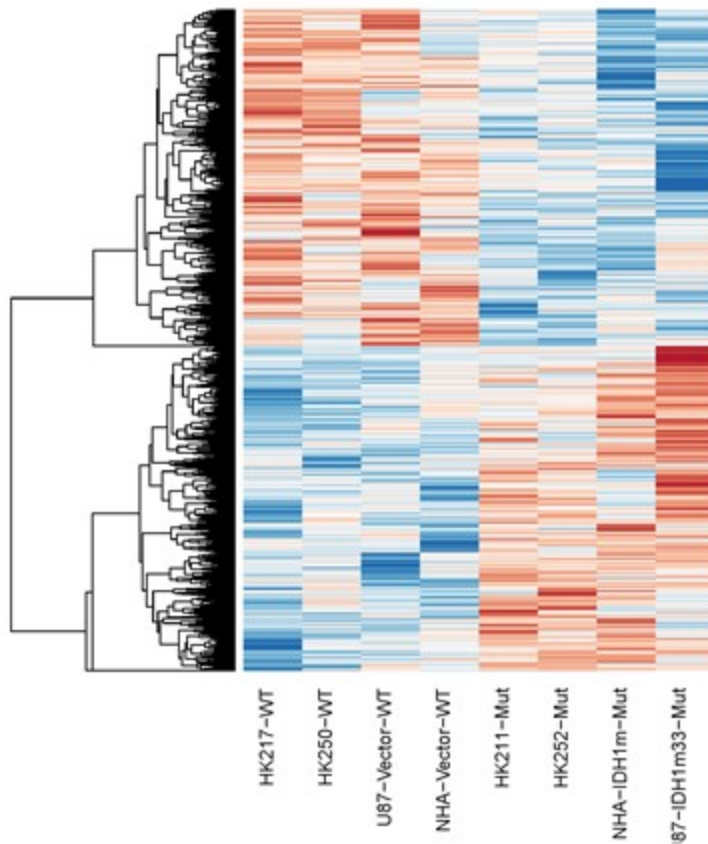 HK217-WT
HK250-WT
U87-Vector-WT
NHA-Vector-WT
HK211-Mut
HK252-Mut
NHA-IDH1m-Mut
J87-IDH1m33-Mut